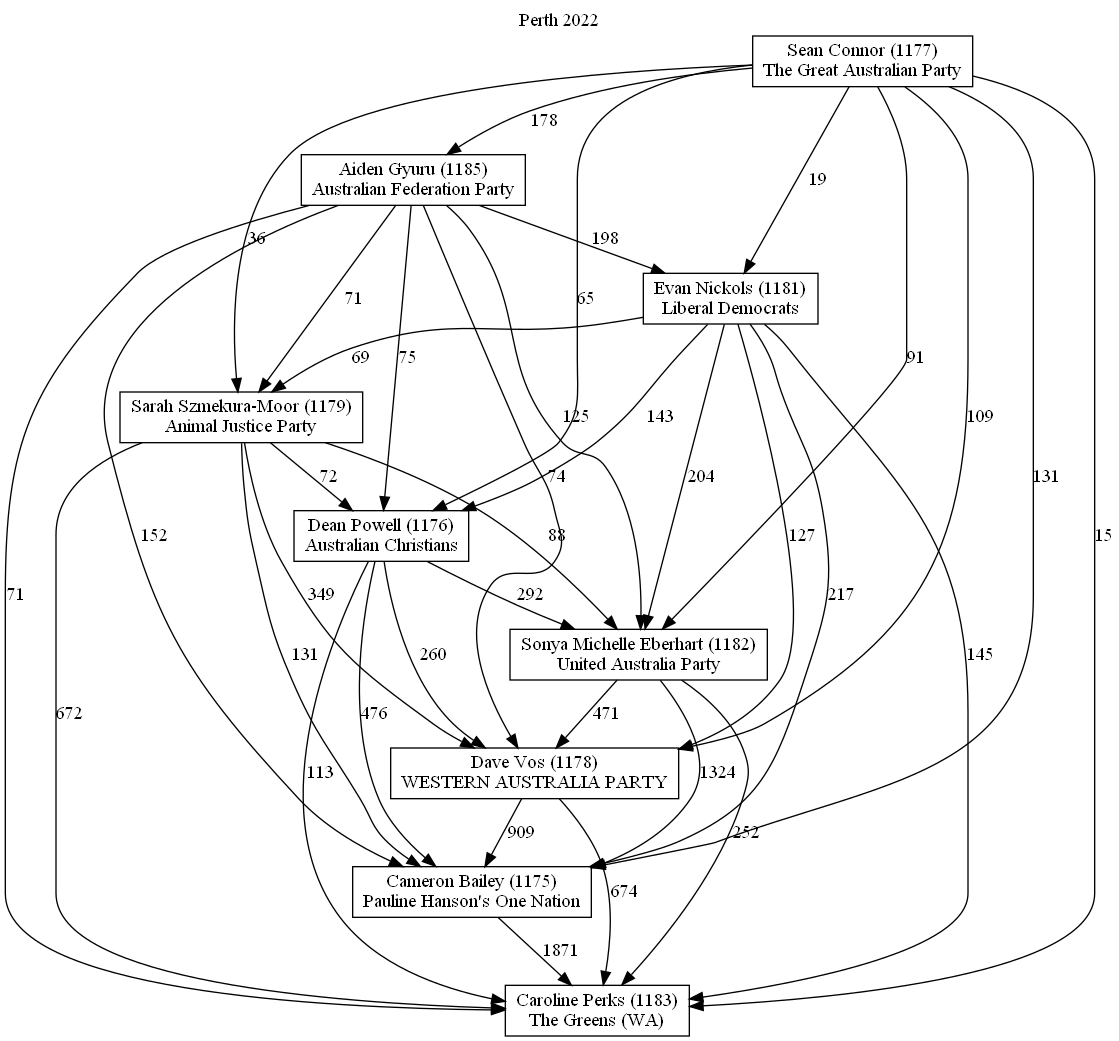 Perth 2022
Sean Connor (1177)
The Great Australian Party
178
Aiden Gyuru (1185)
Australian Federation Party
19
36
198
Evan Nickols (1181)
Liberal Democrats
71
65
69
75
91
Sarah Szmekura-Moor (1179)
Animal Justice Party
125
143
109
72
74
204
131
Dean Powell (1176)
Australian Christians
152
88
127
15
71
349
292
217
Sonya Michelle Eberhart (1182)
United Australia Party
131
260
145
672
476
471
Dave Vos (1178)
WESTERN AUSTRALIA PARTY
113
1324
909
252
Cameron Bailey (1175)
Pauline Hanson's One Nation
674
1871
Caroline Perks (1183)
The Greens (WA)